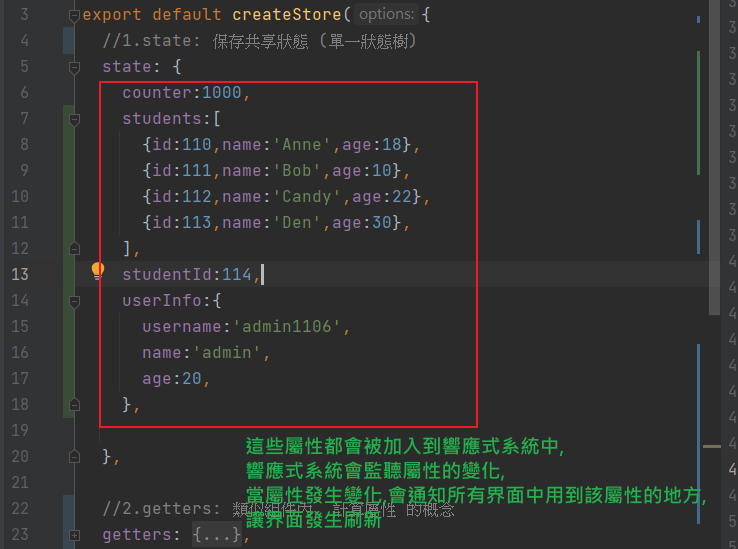 3 export default createStore( options: {
4 //1.state: 保存共享狀態 (單一狀態樹)
5 state: {
6 counter:1000,
7 students:[
8 {id:110,name:'Anne',age:18},
9 {id:111,name:'Bob',age:10},
10 {id:112,name:'Candy',age:22},
11 {id:113,name:'Den',age:30},
12 ],
13 studentId:114,
14 userInfo:{
15 username:'admin1106',
16 name:'admin',
17 age:20,
18 },
19
這些屬性都會被加入到響應式系統中,
20 },
響應式系統會監聽屬性的變化,
21
當屬性發生變化,會通知所有界面中用到該屬性的地方,
22 //2.getters: 類似組件內 計算屬性 的概念
讓界面發生刷新
23 getters: {...},